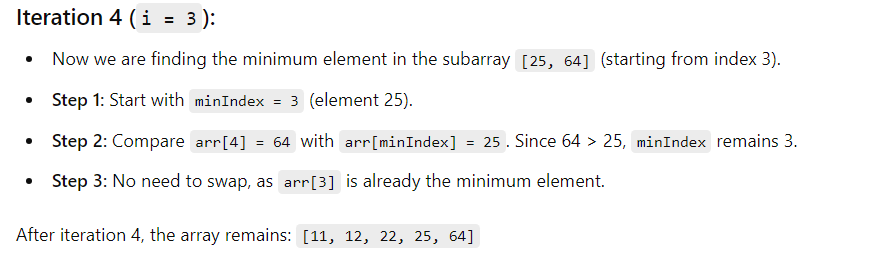 Iteration 4 (i = 3):
• Now we are finding the minimum element in the subarray [25, 64] (starting from index 3).
• Step 1: Start with minIndex = 3 (element 25).
• Step 2: Compare arr[4] = 64 with arr[minIndex] = 25. Since 64 > 25, minIndex remains 3.
• Step 3: No need to swap, as arr[3] is already the minimum element.
After iteration 4, the array remains: [11, 12, 22, 25, 64]